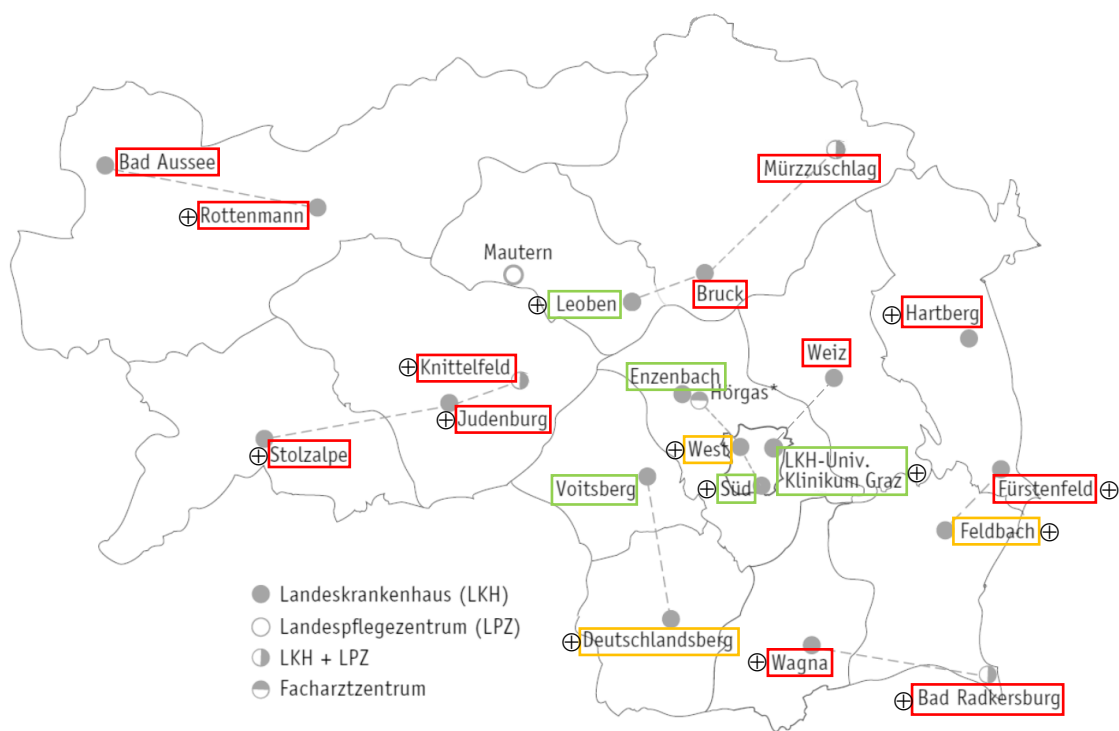 Bad Aussee
Mürzzuschlag
Rottenmann
Mautern
Leoben
Bruck
Hartberg
Weiz
Knittelfeld
Enzenbach
Hörgas*
Judenburg
Stolzalpe
West
LKH-Univ.
Klinikum Graz
Voitsberg
Süd
Fürstenfeld
Feldbach
Landeskrankenhaus (LKH)
Landespflegezentrum (LPZ)
LKH + LPZ
Facharztzentrum
Deutschlandsberg
Wagna
Bad Radkersburg